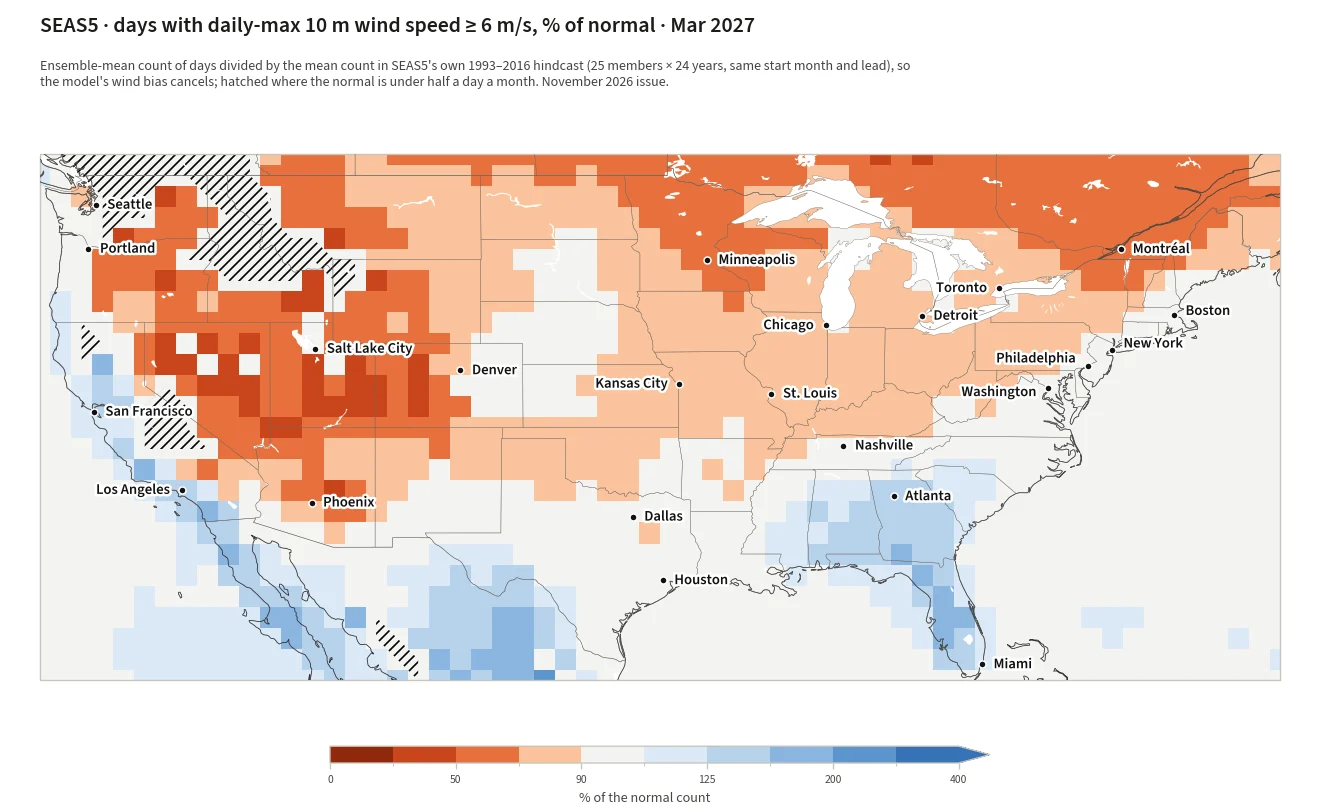 SEAS5 · days with daily-max 10 m wind speed ≥ 6 m/s, % of normal · Mar 2027
Ensemble-mean count of days divided by the mean count in SEAS5's own 1993–2016 hindcast (25 members × 24 years, same start month and lead), so
the model's wind bias cancels; hatched where the normal is under half a day a month. November 2026 issue.
Seattle
Portland
Montréal
Minneapolis
Toronto
Boston
Detroit
Chicago
New York
Salt Lake City
Philadelphia
Denver
Kansas City
Washington
St. Louis
San Francisco
Nashville
Los Angeles
Atlanta
Phoenix
Dallas
Houston
Miami
0 50 90 125 200 400
% of the normal count